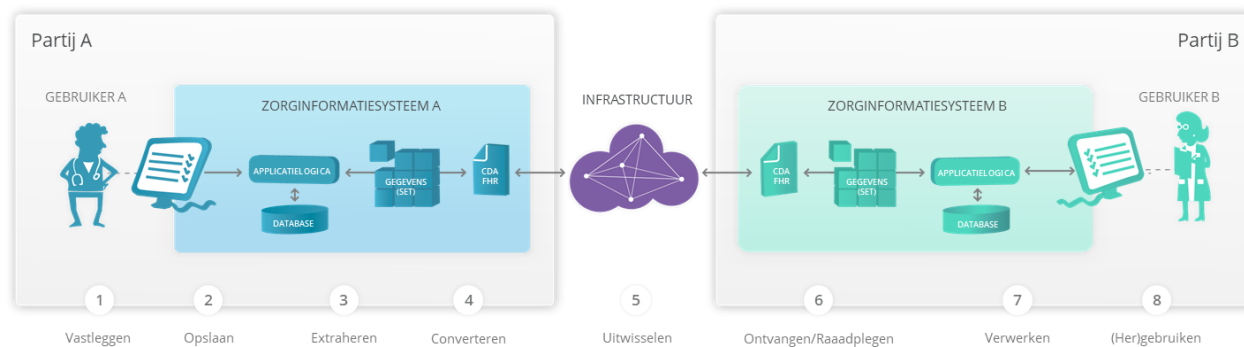 Partij A
Partij B
GEBRUIKER A
ZORGINFORMATIESYSTEEM A
INFRASTRUCTUUR
ZORGINFORMATIESYSTEEM B
GEBRUIKER B
APPLICATIELOGICA
DATABASE
GEGEVENS
(SET)
CDA
FHR
CDA
FHR
GEGEVENS
(SET)
APPLICATIELOGICA
DATABASE
1
2
3
4
5
6
7
8
Vastleggen
Opslaan
Extraheren
Converteren
Uitwisselen
Ontvangen/Raaadplegen
Verwerken
(Her)gebruiken